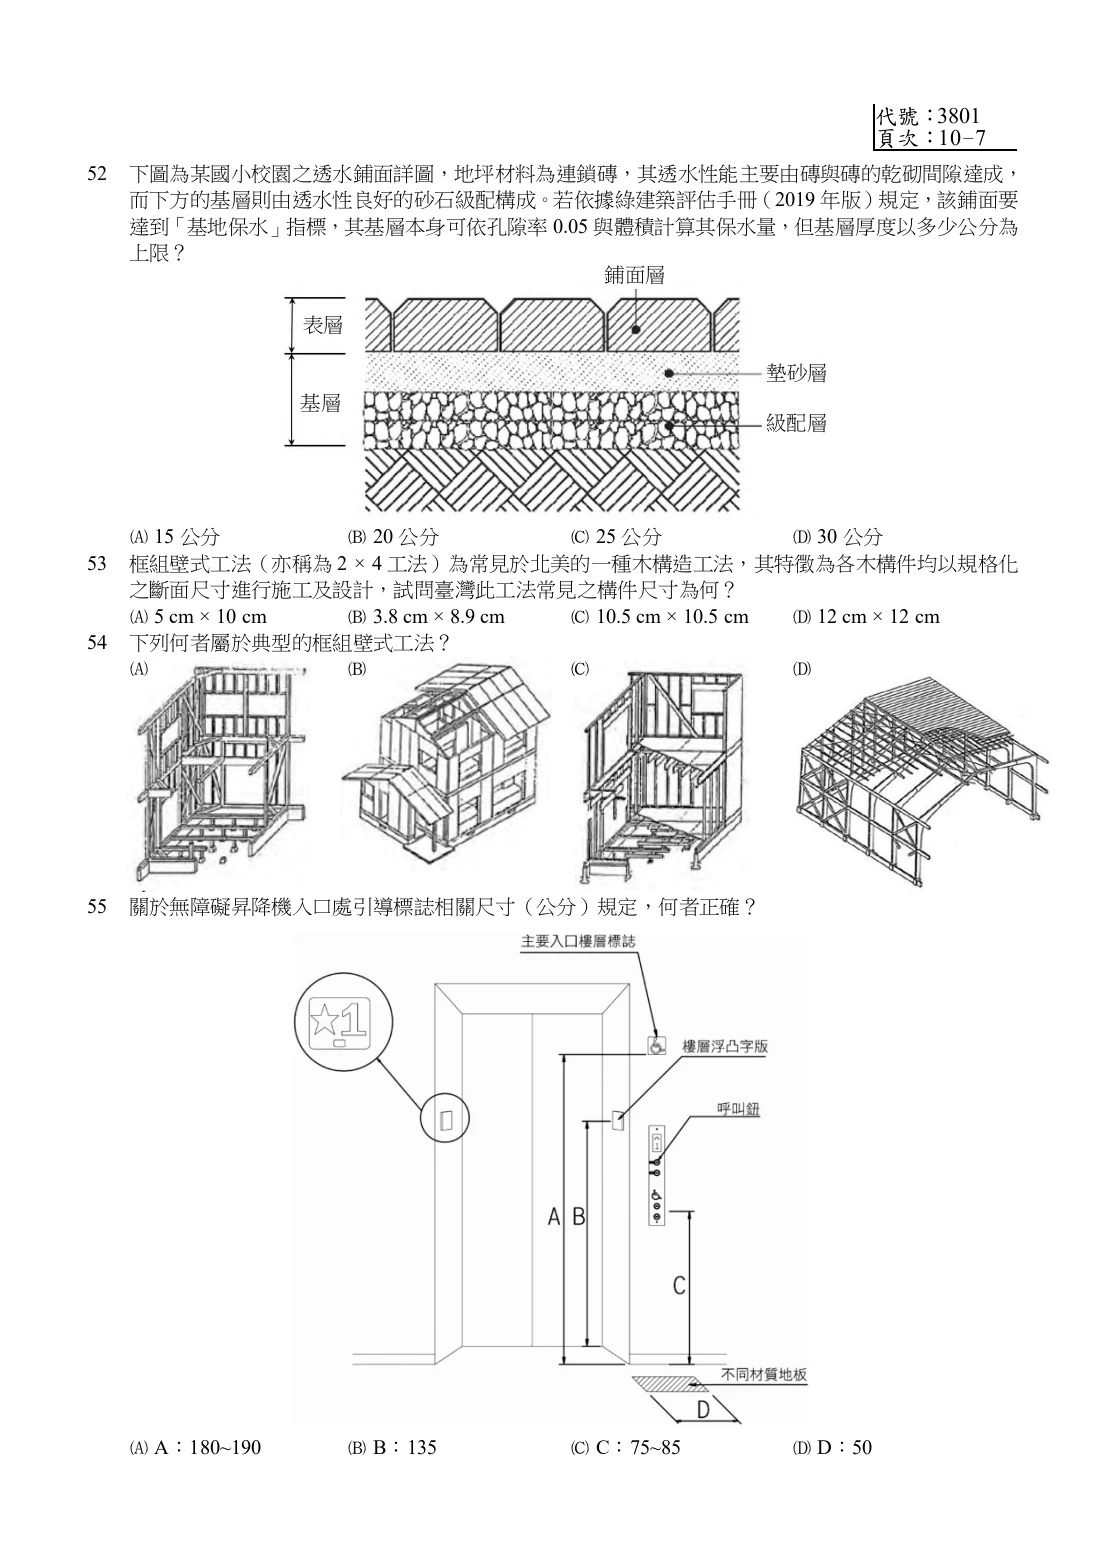 代號：3801
頁次：10－7
52 下圖為某國小校園之透水鋪面詳圖，地坪材料為連鎖磚，其透水性能主要由磚與磚的乾砌間隙達成，
而下方的基層則由透水性良好的砂石級配構成。若依據綠建築評估手冊（2019 年版）規定，該鋪面要
達到「基地保水」指標，其基層本身可依孔隙率 0.05 與體積計算其保水量，但基層厚度以多少公分為
上限？
鋪面層
表層
墊砂層
基層
級配層
(A) 15 公分 (B) 20 公分 (C) 25 公分 (D) 30 公分
53 框組壁式工法（亦稱為 2 × 4 工法）為常見於北美的一種木構造工法，其特徵為各木構件均以規格化
之斷面尺寸進行施工及設計，試問臺灣此工法常見之構件尺寸為何？
(A) 5 cm × 10 cm (B) 3.8 cm × 8.9 cm (C) 10.5 cm × 10.5 cm (D) 12 cm × 12 cm
54 下列何者屬於典型的框組壁式工法？
(A) (B) (C) (D)
55 關於無障礙昇降機入口處引導標誌相關尺寸（公分）規定，何者正確？
主要入口樓層標誌
☆1
樓層浮凸字版
呼叫鈕
A B
C
不同材質地板
D
(A) A：180~190 (B) B：135 (C) C：75~85 (D) D：50